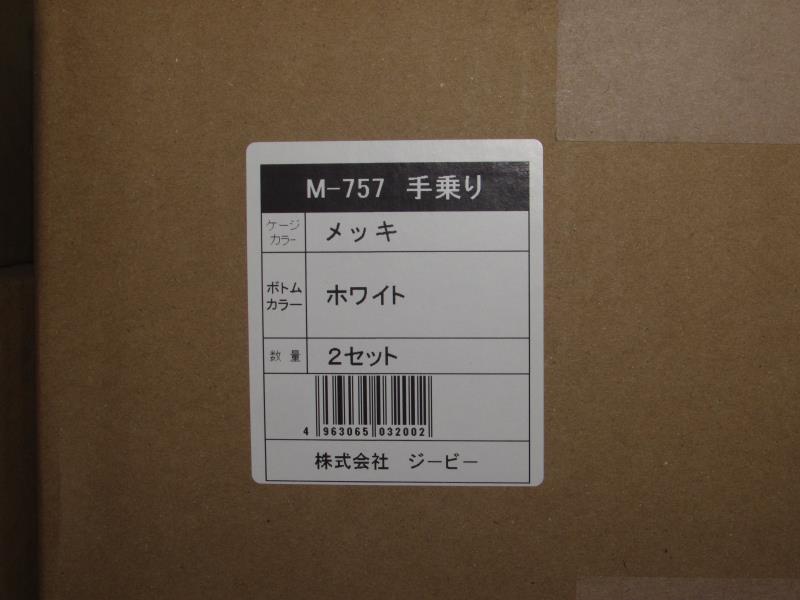 M-757 手乗り
ケージ
カラー
メッキ
ボトム
カラー
ホワイト
数量
2セット
4 963065 032002
株式会社 ジービー